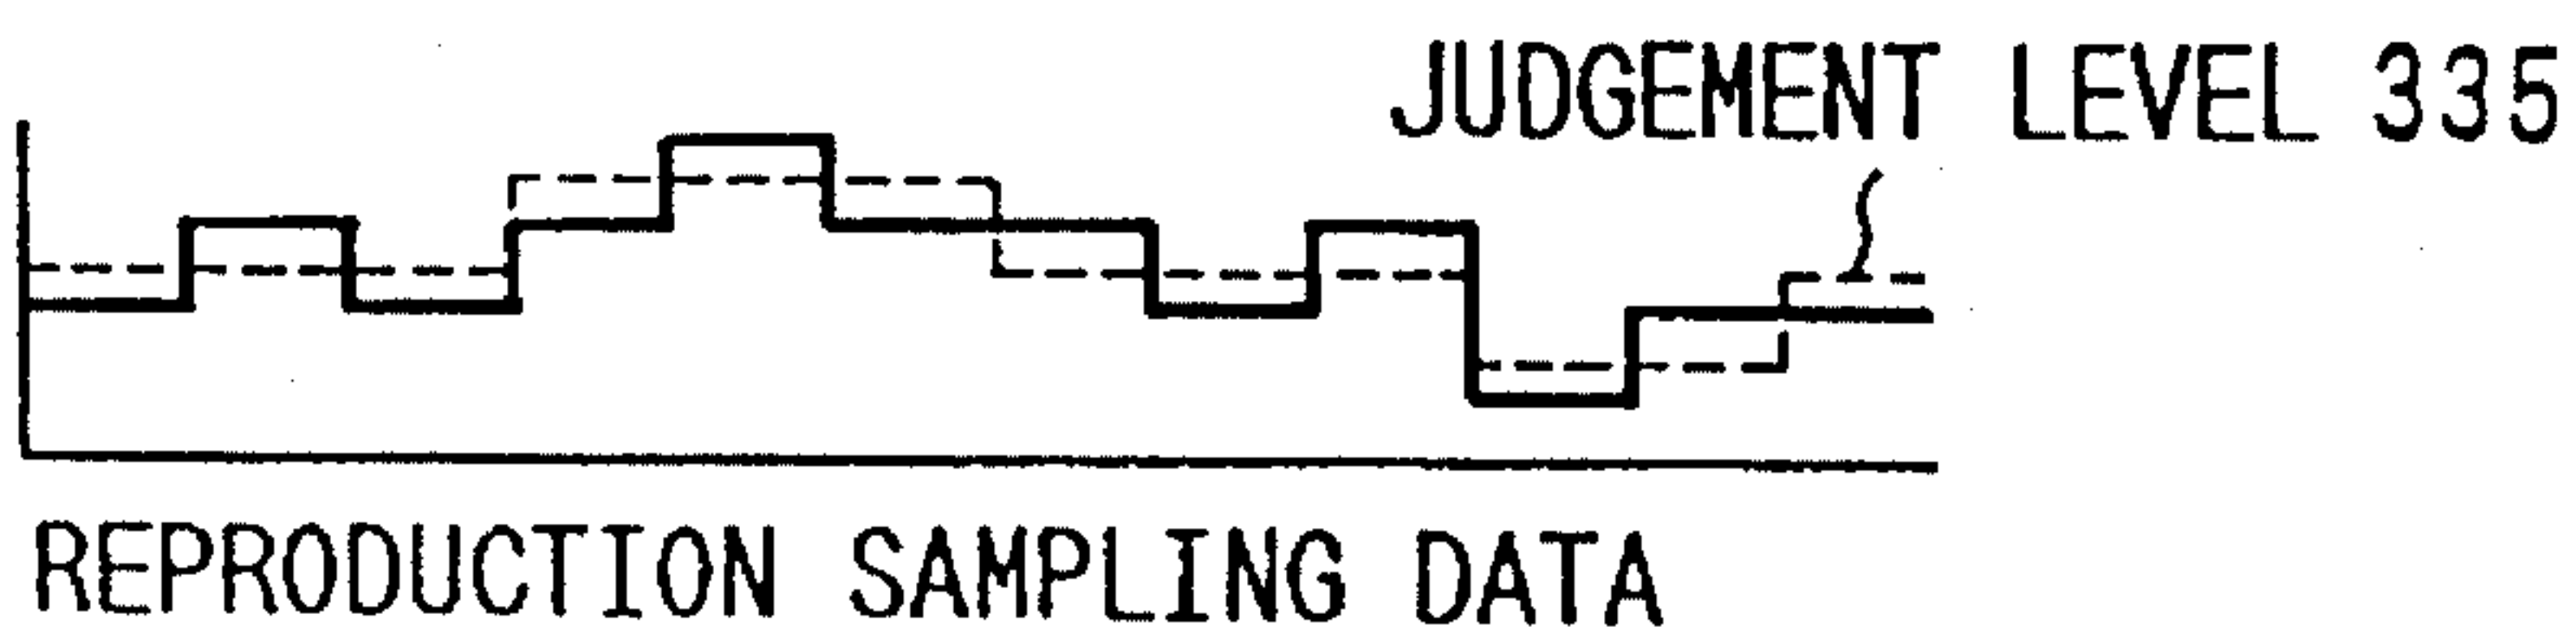 JUDGEMENT LEVEL 335
REPRODUCTION SAMPLING DATA